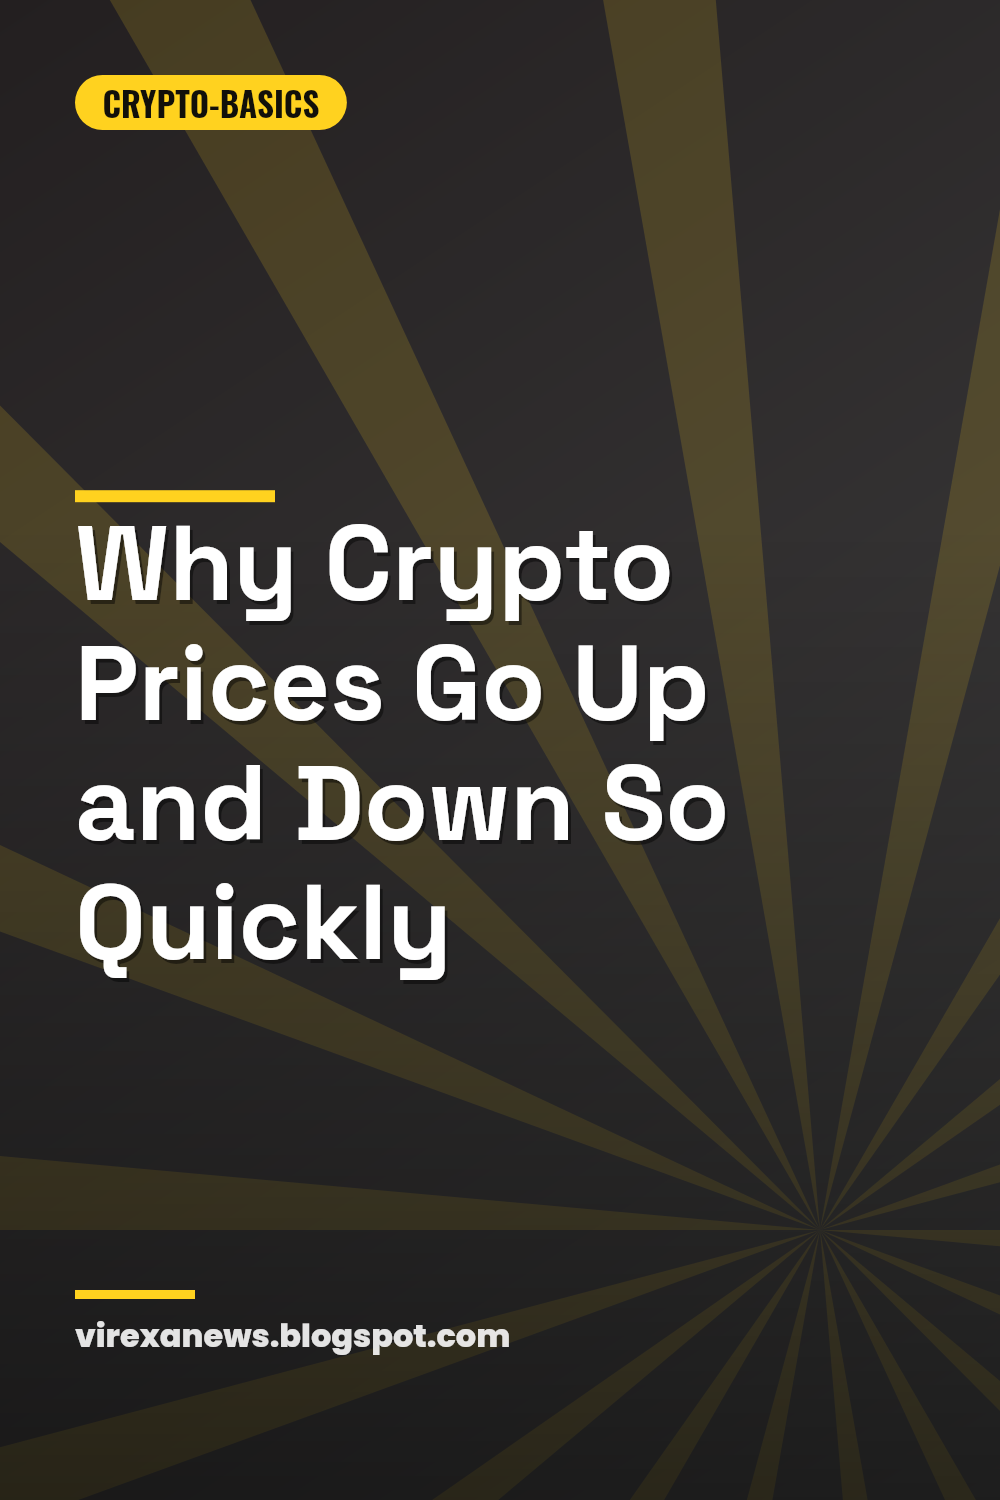 CRYPTO-BASICS
Why Crypto
Prices Go Up
and Down So
Quickly
virexanews.blogspot.com